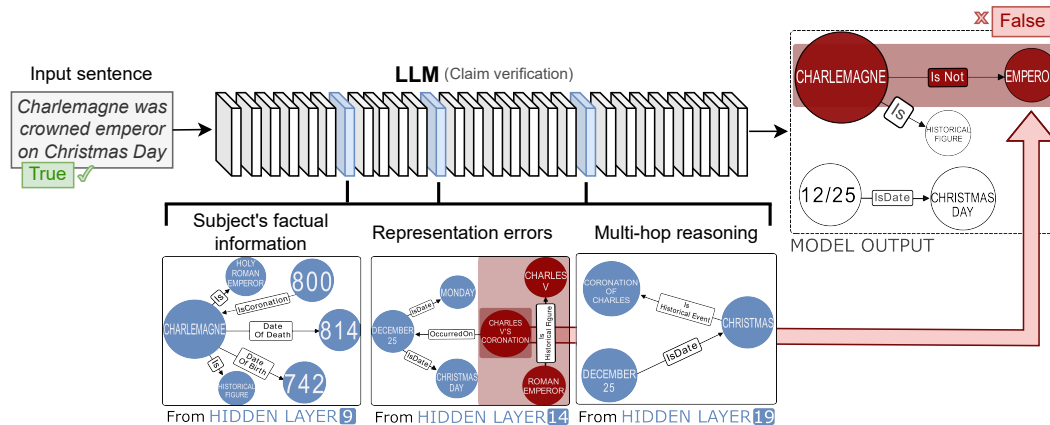 Input sentence
Charlemagne was
crowned emperor
on Christmas Day
True
LLM (Claim verification)
False
CHARLEMAGNE
Is Not
EMPERO
Is
HISTORICAL
FIGURE
12/25
IsDate
CHRISTMAS
DAY
MODEL OUTPUT
Subject's factual
information
HOLY
ROMAN
EMPEROR
800
Is
IsCoronation
CHARLEMAGNE
Date
Of Death
814
Is
Date
Of Birth
HISTORICAL
FIGURE
742
From HIDDEN LAYER 9
Representation errors
MONDAY
CHARLES
V
IsDate
DECEMBER
25
OccurredOn
CHARLES
V'S
CORONATION
Is
Historical Figure
IsDate
CHRISTMAS
DAY
ROMAN
EMPEROR
From HIDDEN LAYER 14
Multi-hop reasoning
CORONATION
OF
CHARLES
Is
Historical Event
CHRISTMAS
IsDate
DECEMBER
25
From HIDDEN LAYER 19